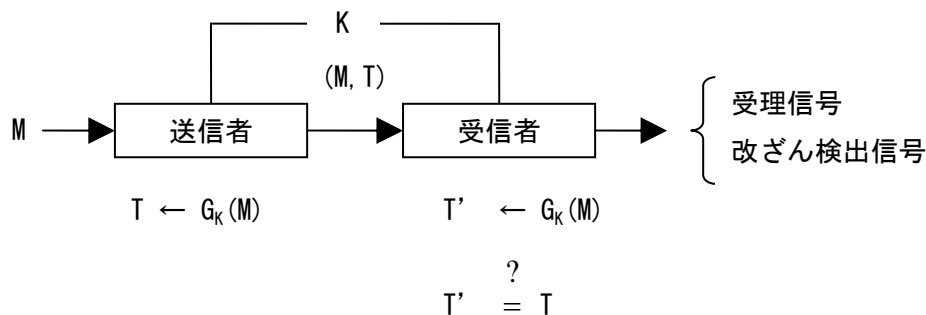 K
(M, T)
M 送信者 受信者 受理信号
改ざん検出信号
T ← G_K(M) T’ ← G_K(M)
?
T’ = T